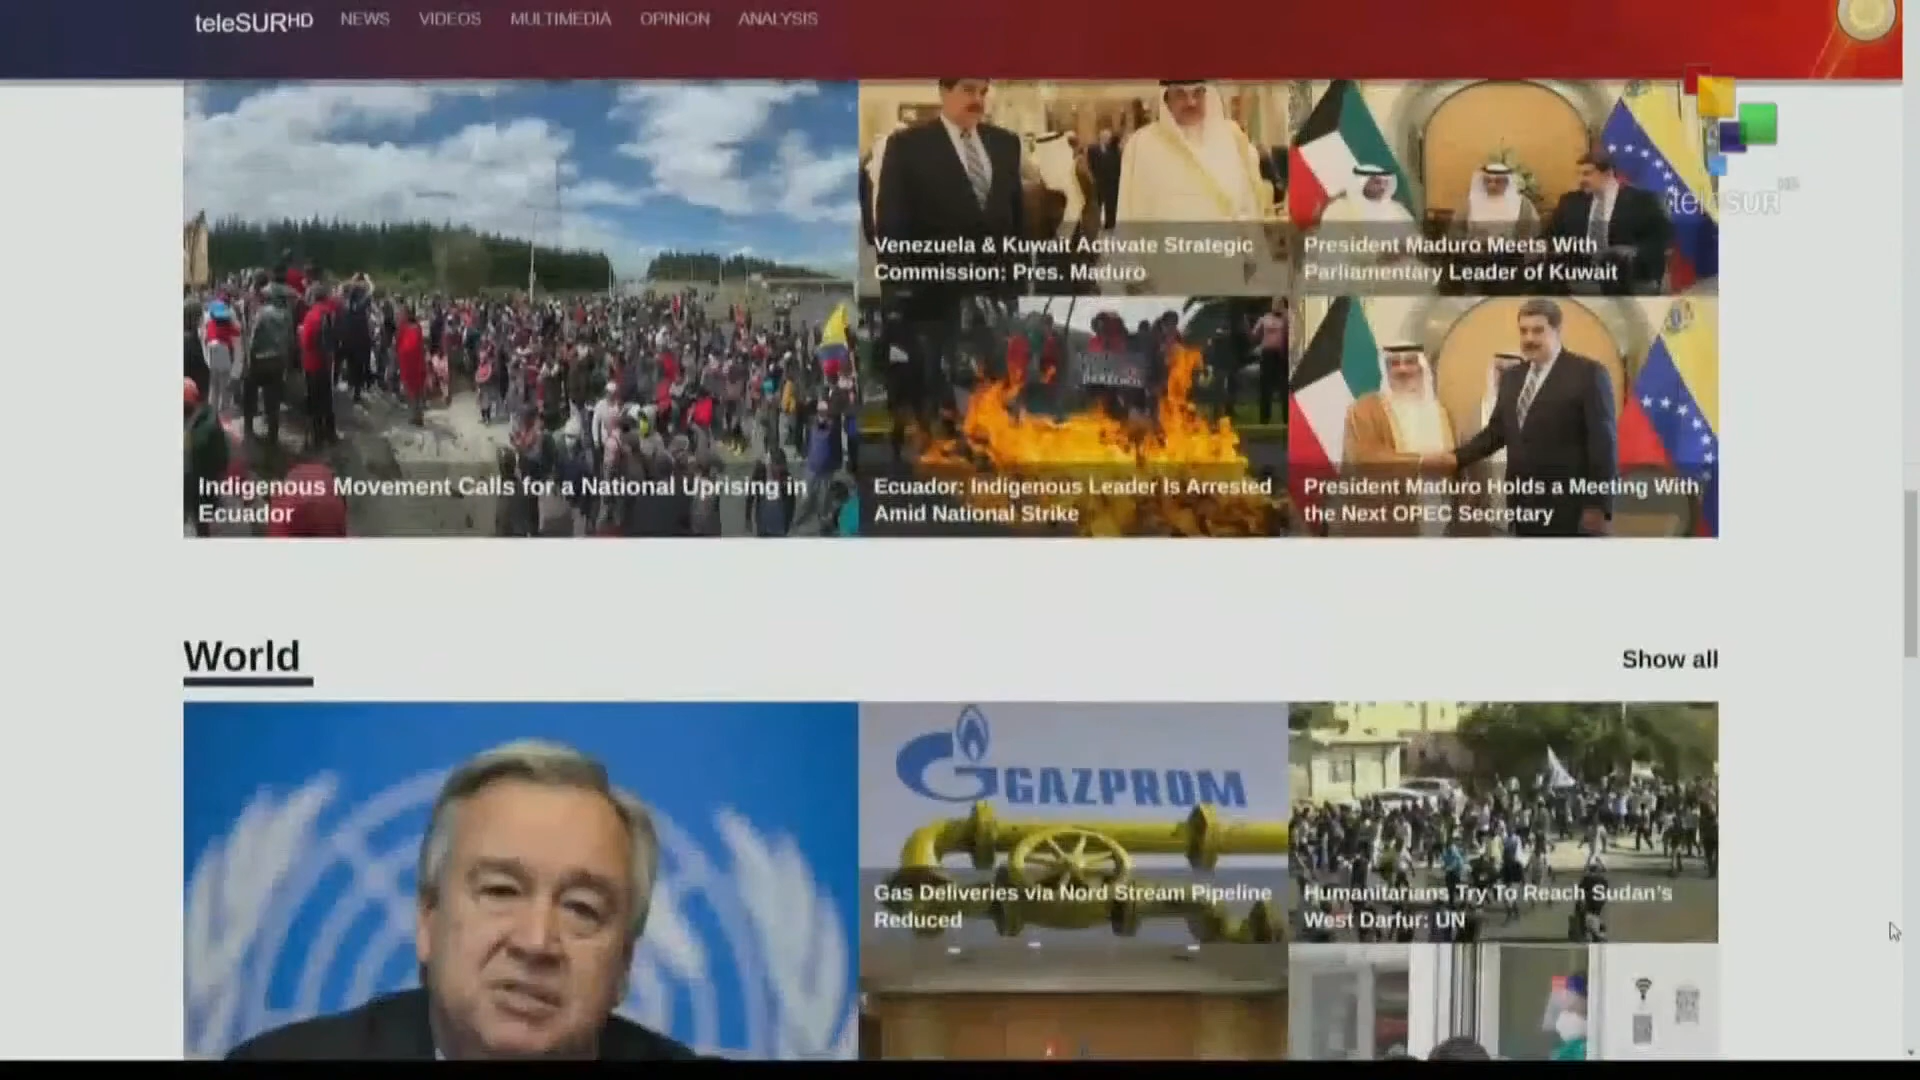 teleSURHD NEWS VIDEOS MULTIMEDIA OPINION ANALYSIS
teleSURHD
Venezuela & Kuwait Activate Strategic
Commission: Pres. Maduro
President Maduro Meets With
Parliamentary Leader of Kuwait
Indigenous Movement Calls for a National Uprising in
Ecuador
Ecuador: Indigenous Leader Is Arrested
Amid National Strike
President Maduro Holds a Meeting With
the Next OPEC Secretary
World
Show all
GAZPROM
Gas Deliveries via Nord Stream Pipeline
Reduced
Humanitarians Try To Reach Sudan's
West Darfur: UN